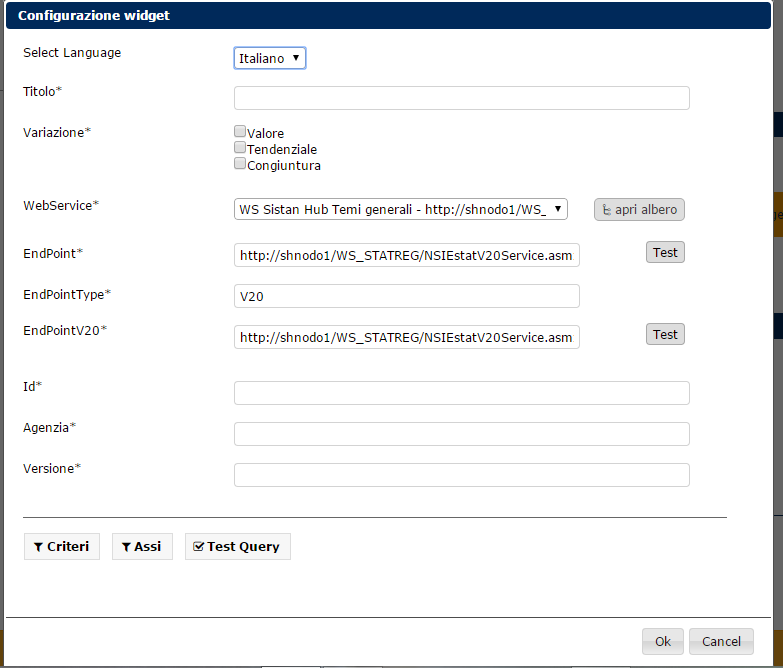 Configurazione widget
Select Language
Italiano
Titolo*
Variazione*
Valore
Tendenziale
Congiuntura
WebService*
WS Sistan Hub Temi generali - http://shnodo1/WS_
apri albero
EndPoint*
http://shnodo1/WS_STATREG/NSIEstatV20Service.asm
Test
EndPointType*
V20
EndPointV20*
http://shnodo1/WS_STATREG/NSIEstatV20Service.asm
Test
Id*
Agenzia*
Versione*
Criteri
Assi
Test Query
Ok
Cancel